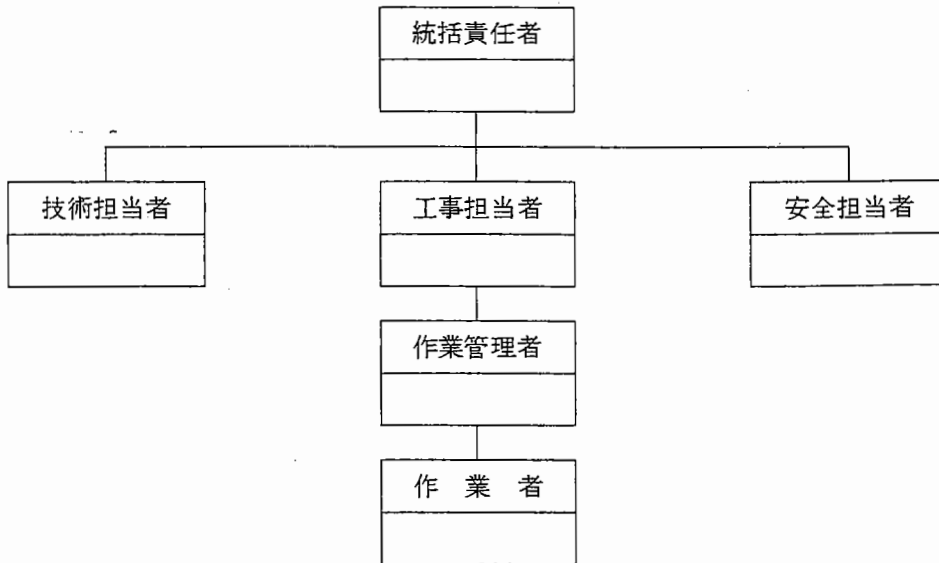 統括責任者
技術担当者
工事担当者
安全担当者
作業管理者
作業者